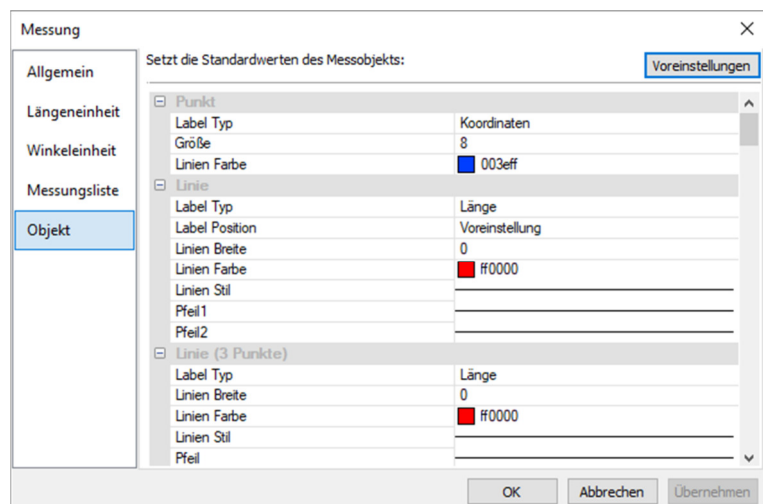 Messung
Allgemein
Längeneinheit
Winkeleinheit
Messungsliste
Objekt
Setzt die Standardwerten des Messobjekts:
Voreinstellungen
Punkt
Label Typ Koordinaten
Größe 8
Linien Farbe 003eff
Linie
Label Typ Länge
Label Position Voreinstellung
Linien Breite 0
Linien Farbe ff0000
Linien Stil
Pfeil1
Pfeil2
Linie (3 Punkte)
Label Typ Länge
Linien Breite 0
Linien Farbe ff0000
Linien Stil
Pfeil
OK Abbrechen Übernehmen